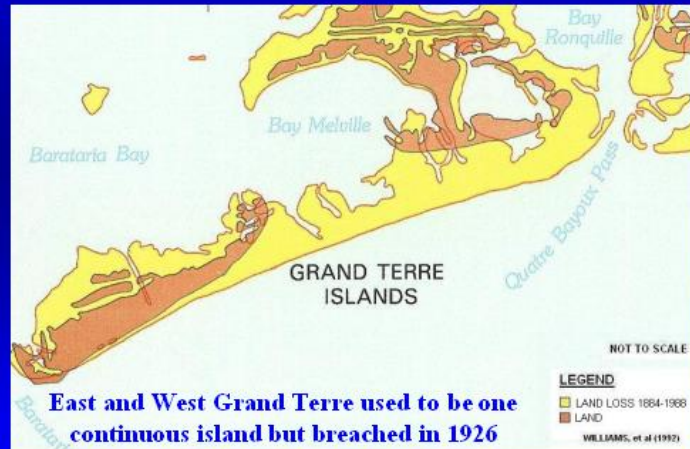 Bay
Ronquille
Bay Melville
Barataria Bay
Quatre Bayoux Pass
GRAND TERRE
ISLANDS
NOT TO SCALE
LEGEND
LAND LOSS 1884-1988
LAND
WILLIAMS, et al (1992)
East and West Grand Terre used to be one
continuous island but breached in 1926
Baratari